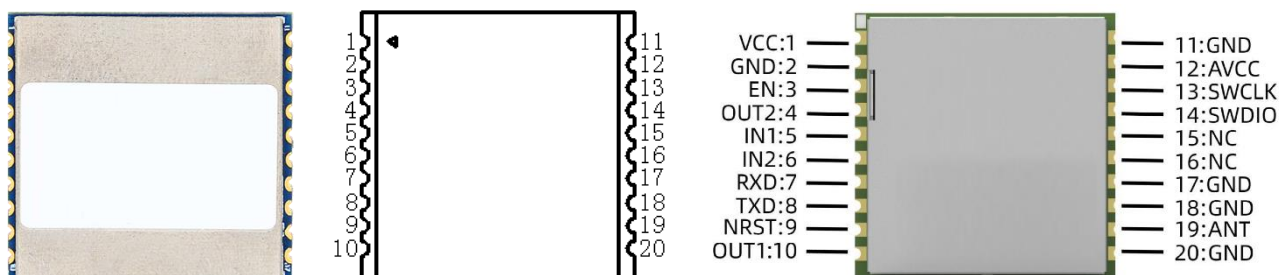 1
2
3
4
5
6
7
8
9
10
11
12
13
14
15
16
17
18
19
20
VCC:1
GND:2
EN:3
OUT2:4
IN1:5
IN2:6
RXD:7
TXD:8
NRST:9
OUT1:10
11:GND
12:AVCC
13:SWCLK
14:SWDIO
15:NC
16:NC
17:GND
18:GND
19:ANT
20:GND